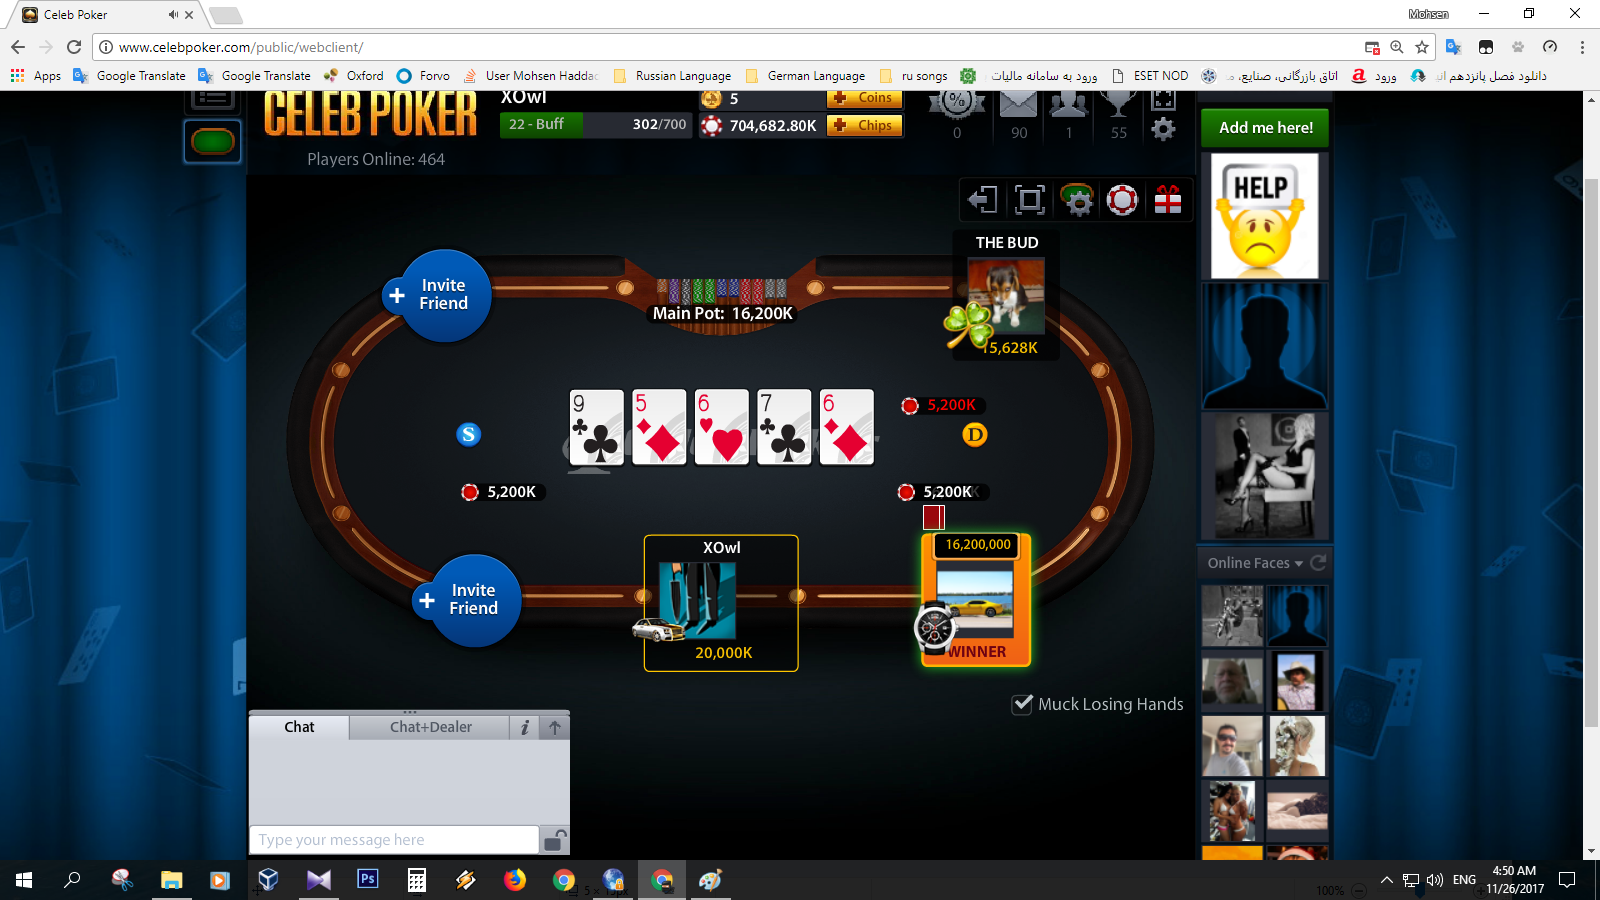 Celeb Poker
Mohsen
www.celebpoker.com/public/webclient/
Apps
Google Translate
Google Translate
Oxford
Forvo
User Mohsen Haddad
Russian Language
German Language
ru songs
ورود به سامانه مالیات
ESET NOD
اتاق بازرگانی، صنایع، م
ورود
دانلود فصل پانزدهم ان
CELEB POKER
XOwl
22 - Buff
302/700
5
Coins
704,682.80K
Chips
%
0
90
1
55
Players Online: 464
Add me here!
HELP
THE BUD
15,628K
+ Invite
Friend
Main Pot: 16,200K
9
5
6
7
6
5,200K
S
D
5,200K
5,200K
16,200,000
WINNER
XOwl
20,000K
+ Invite
Friend
Muck Losing Hands
Online Faces
Chat
Chat+Dealer
i
Type your message here
Ps
ENG
4:50 AM
11/26/2017
100%